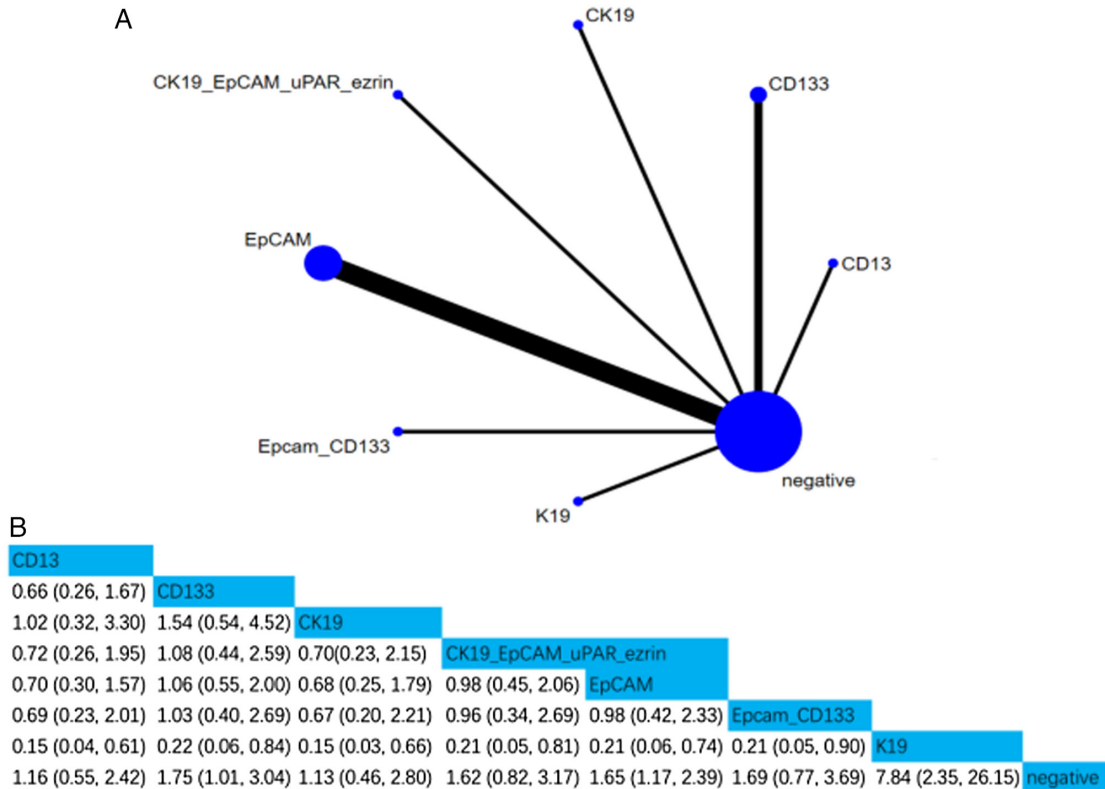 A
CK19
CK19_EpCAM_uPAR_ezrin
CD133
EpCAM
CD13
Epcam_CD133
negative
K19
B
CD13
0.66 (0.26, 1.67) CD133
1.02 (0.32, 3.30) 1.54 (0.54, 4.52) CK19
0.72 (0.26, 1.95) 1.08 (0.44, 2.59) 0.70(0.23, 2.15) CK19_EpCAM_uPAR_ezrin
0.70 (0.30, 1.57) 1.06 (0.55, 2.00) 0.68 (0.25, 1.79) 0.98 (0.45, 2.06) EpCAM
0.69 (0.23, 2.01) 1.03 (0.40, 2.69) 0.67 (0.20, 2.21) 0.96 (0.34, 2.69) 0.98 (0.42, 2.33) Epcam_CD133
0.15 (0.04, 0.61) 0.22 (0.06, 0.84) 0.15 (0.03, 0.66) 0.21 (0.05, 0.81) 0.21 (0.06, 0.74) 0.21 (0.05, 0.90) K19
1.16 (0.55, 2.42) 1.75 (1.01, 3.04) 1.13 (0.46, 2.80) 1.62 (0.82, 3.17) 1.65 (1.17, 2.39) 1.69 (0.77, 3.69) 7.84 (2.35, 26.15) negative